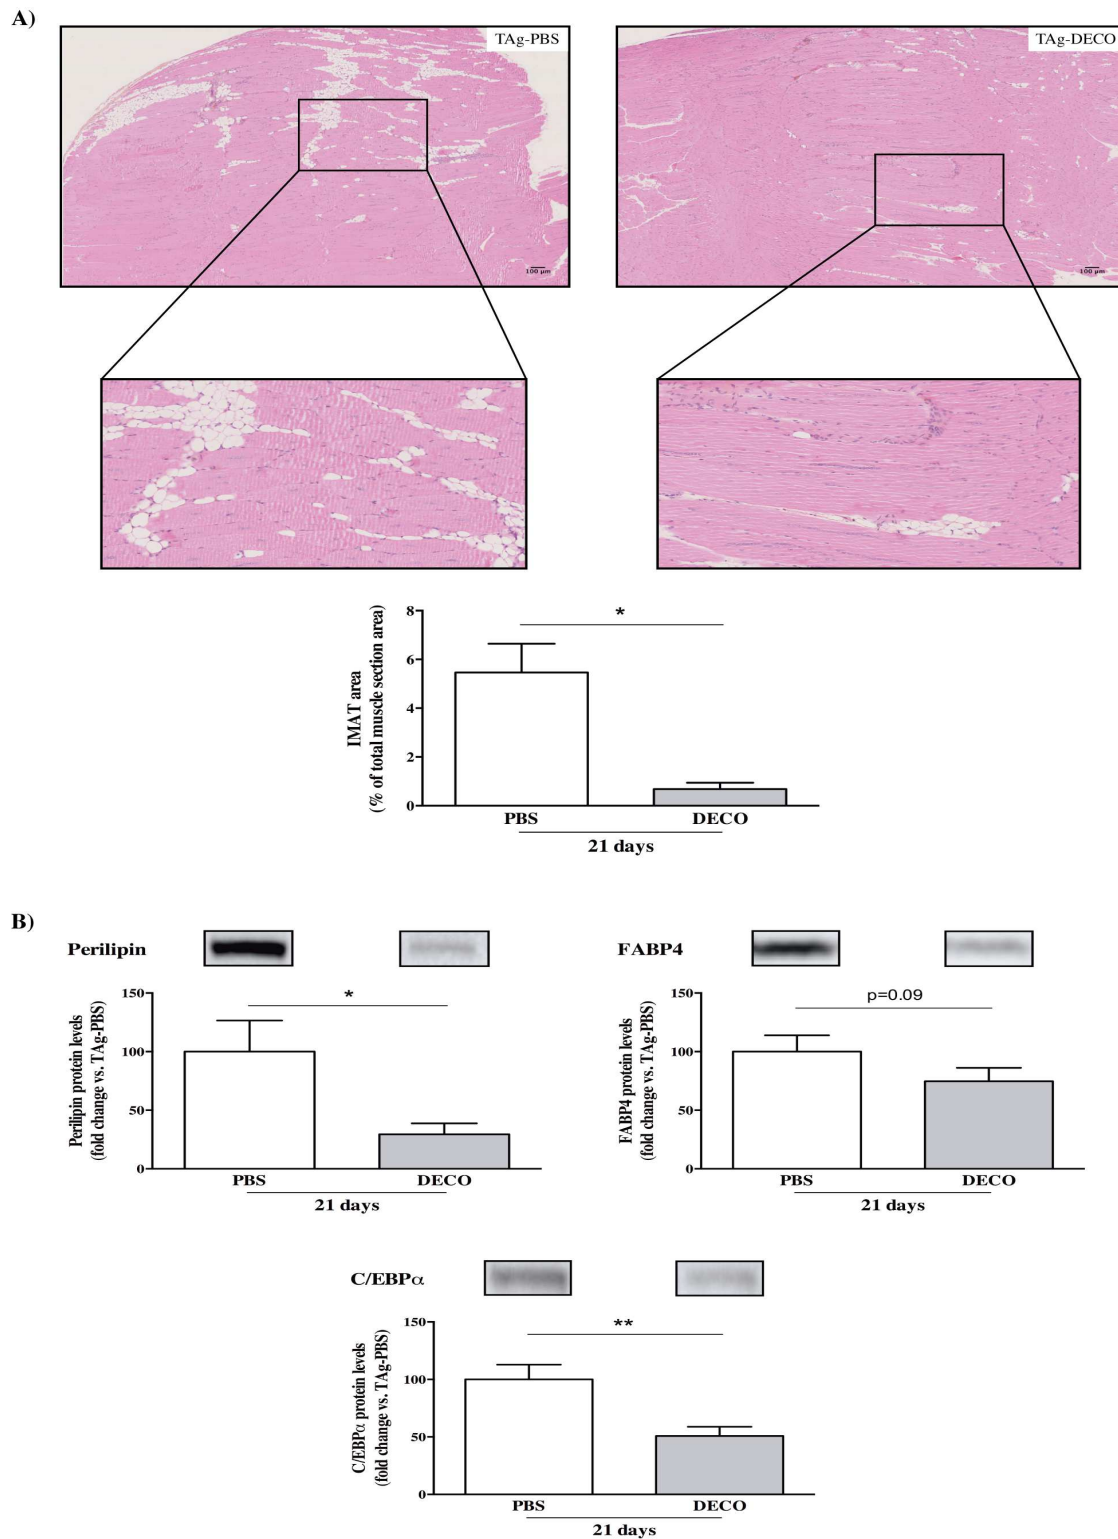 A)
TAg-PBS
TAg-DECO
100 µm
100 µm
IMAT area
(% of total muscle section area)
8
6
4
2
0
*
PBS
DECO
21 days
B)
Perilipin
Perilipin protein levels
(fold change vs. TAg-PBS)
150
100
50
0
*
PBS
DECO
21 days
FABP4
FABP4 protein levels
(fold change vs. TAg-PBS)
150
100
50
0
p=0.09
PBS
DECO
21 days
C/EBPα
C/EBPα protein levels
(fold change vs. TAg-PBS)
150
100
50
0
**
PBS
DECO
21 days